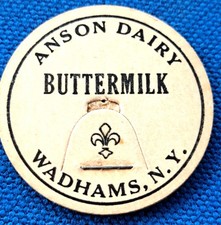 ANSON DAIRY
BUTTERMILK
WADHAMS, N.Y.